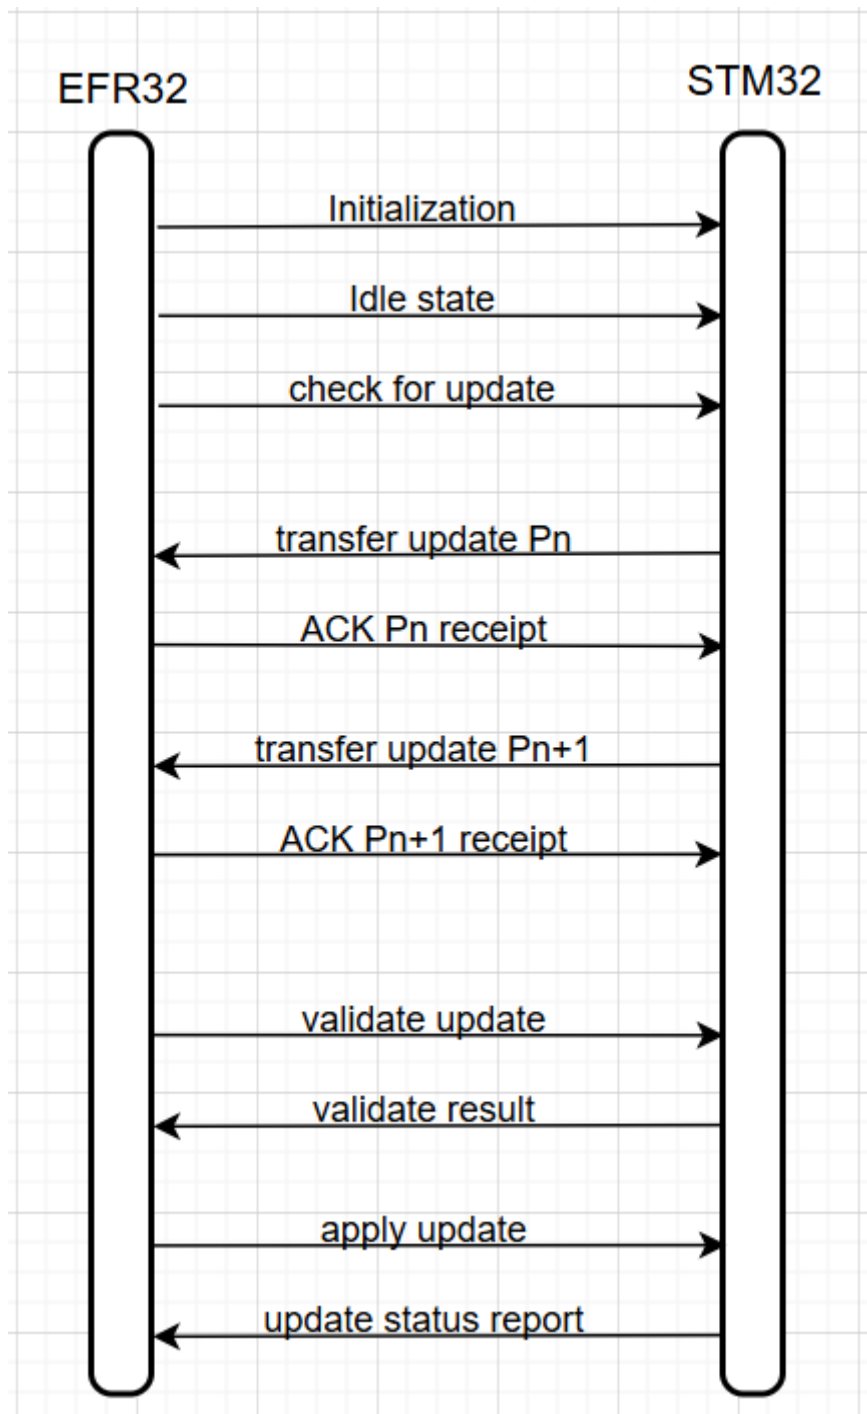 EFR32
STM32
Initialization
Idle state
check for update
transfer update Pn
ACK Pn receipt
transfer update Pn+1
ACK Pn+1 receipt
validate update
validate result
apply update
update status report